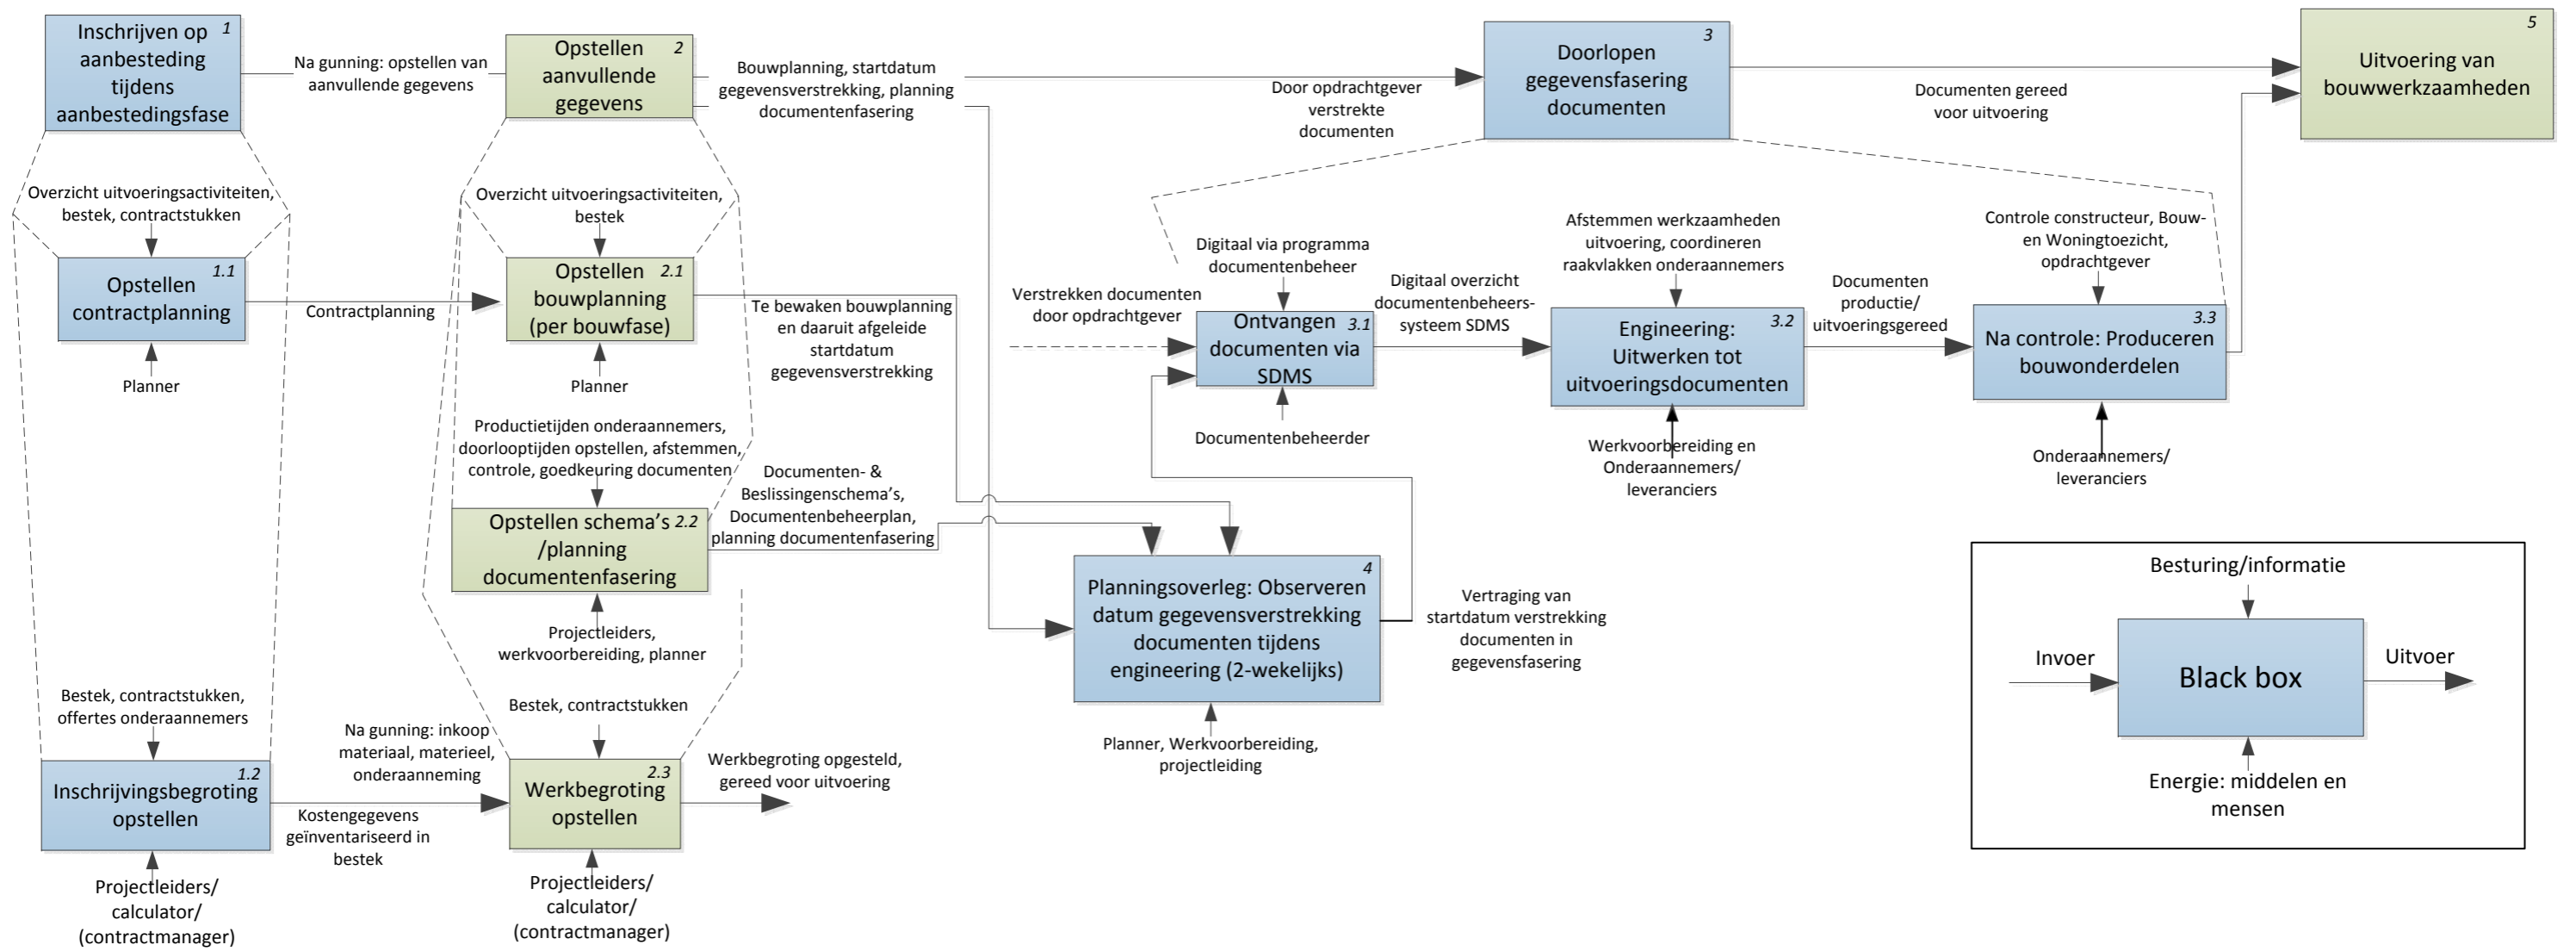 Inschrijven op
aanbesteding
tijdens
aanbestedingsfase
1
Na gunning: opstellen van
aanvullende gegevens
Opstellen
aanvullende
gegevens
2
Bouwplanning, startdatum
gegevensverstrekking, planning
documentenfasering
Door opdrachtgever
verstrekte
documenten
Doorlopen
gegevensfasering
documenten
3
Documenten gereed
voor uitvoering
Uitvoering van
bouwwerkzaamheden
5
Overzicht uitvoeringsactiviteiten,
bestek, contractstukken
Opstellen
contractplanning
1.1
Planner
Contractplanning
Overzicht uitvoeringsactiviteiten,
bestek
Opstellen
bouwplanning
(per bouwfase)
2.1
Planner
Te bewaken bouwplanning
en daaruit afgeleide
startdatum
gegevensverstrekking
Verstrekken documenten
door opdrachtgever
Digitaal via programma
documentenbeheer
Ontvangen
documenten via
SDMS
3.1
Documentenbeheerder
Digitaal overzicht
documentenbeheers-
systeem SDMS
Afstemmen werkzaamheden
uitvoering, coordineren
raakvlakken onderaannemers
Engineering:
Uitwerken tot
uitvoeringsdocumenten
3.2
Werkvoorbereiding en
Onderaannemers/
leveranciers
Documenten
productie/
uitvoeringsgereed
Controle constructeur, Bouw-
en Woningtoezicht,
opdrachtgever
Na controle: Produceren
bouwonderdelen
3.3
Onderaannemers/
leveranciers
Productietijden onderaannemers,
doorlooptijden opstellen, afstemmen,
controle, goedkeuring documenten
Opstellen schema's
/planning
documentenfasering
2.2
Projectleiders,
werkvoorbereiding, planner
Documenten- &
Beslissingenschema's,
Documentenbeheerplan,
planning documentenfasering
Planningsoverleg: Observeren
datum gegevensverstrekking
documenten tijdens
engineering (2-wekelijks)
4
Planner, Werkvoorbereiding,
projectleiding
Vertraging van
startdatum verstrekking
documenten in
gegevensfasering
Bestek, contractstukken,
offertes onderaannemers
Inschrijvingsbegroting
opstellen
1.2
Projectleiders/
calculator/
(contractmanager)
Na gunning: inkoop
materiaal, materieel,
onderaanneming
Kostengegevens
geïnventariseerd in
bestek
Bestek, contractstukken
Werkbegroting
opstellen
2.3
Projectleiders/
calculator/
(contractmanager)
Werkbegroting opgesteld,
gereed voor uitvoering
Besturing/informatie
Invoer
Black box
Uitvoer
Energie: middelen en
mensen